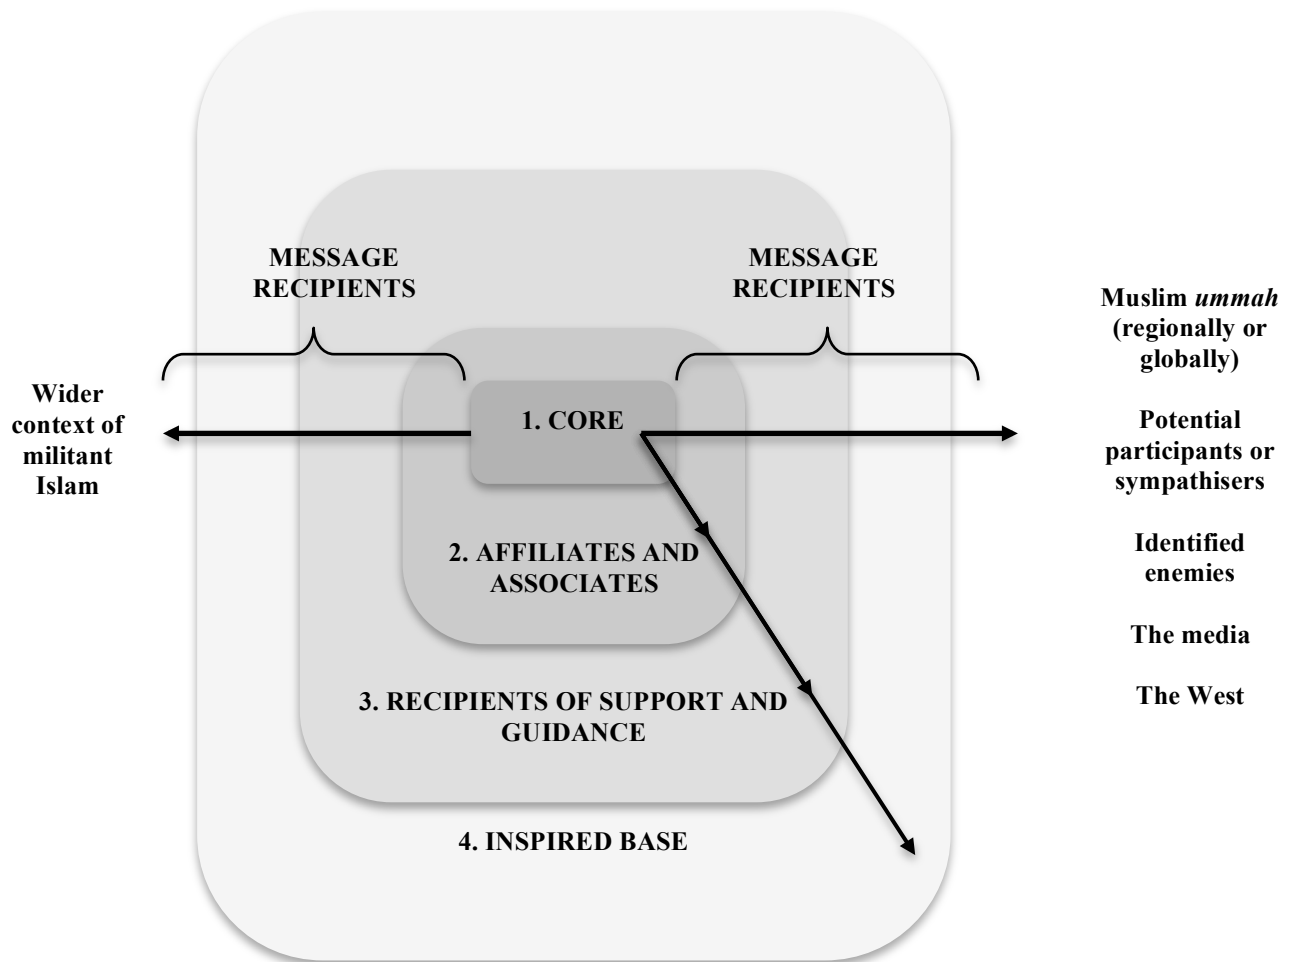 MESSAGE
RECIPIENTS
MESSAGE
RECIPIENTS
Wider
context of
militant
Islam
1. CORE
2. AFFILIATES AND
ASSOCIATES
3. RECIPIENTS OF SUPPORT AND
GUIDANCE
4. INSPIRED BASE
Muslim ummah
(regionally or
globally)
Potential
participants or
sympathisers
Identified
enemies
The media
The West